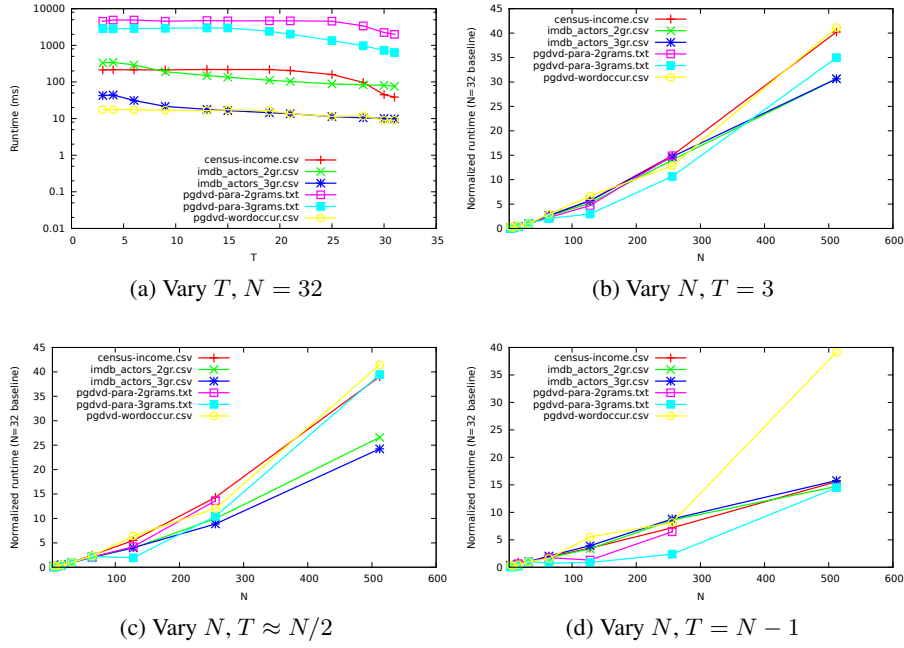 10000
1000
100
10
1
0.1
0.01
Runtime (ms)
census-income.csv
imdb_actors_2gr.csv
imdb_actors_3gr.csv
pgdvd-para-2grams.txt
pgdvd-para-3grams.txt
pgdvd-wordoccur.csv
0 5 10 15 20 25 30 35
T
(a) Vary T, N = 32
45
40
35
30
25
20
15
10
5
0
Normalized runtime (N=32 baseline)
census-income.csv
imdb_actors_2gr.csv
imdb_actors_3gr.csv
pgdvd-para-2grams.txt
pgdvd-para-3grams.txt
pgdvd-wordoccur.csv
0 100 200 300 400 500 600
N
(b) Vary N, T = 3
45
40
35
30
25
20
15
10
5
0
Normalized runtime (N=32 baseline)
census-income.csv
imdb_actors_2gr.csv
imdb_actors_3gr.csv
pgdvd-para-2grams.txt
pgdvd-para-3grams.txt
pgdvd-wordoccur.csv
0 100 200 300 400 500 600
N
(c) Vary N, T ≈ N/2
40
35
30
25
20
15
10
5
0
Normalized runtime (N=32 baseline)
census-income.csv
imdb_actors_2gr.csv
imdb_actors_3gr.csv
pgdvd-para-2grams.txt
pgdvd-para-3grams.txt
pgdvd-wordoccur.csv
0 100 200 300 400 500 600
N
(d) Vary N, T = N − 1